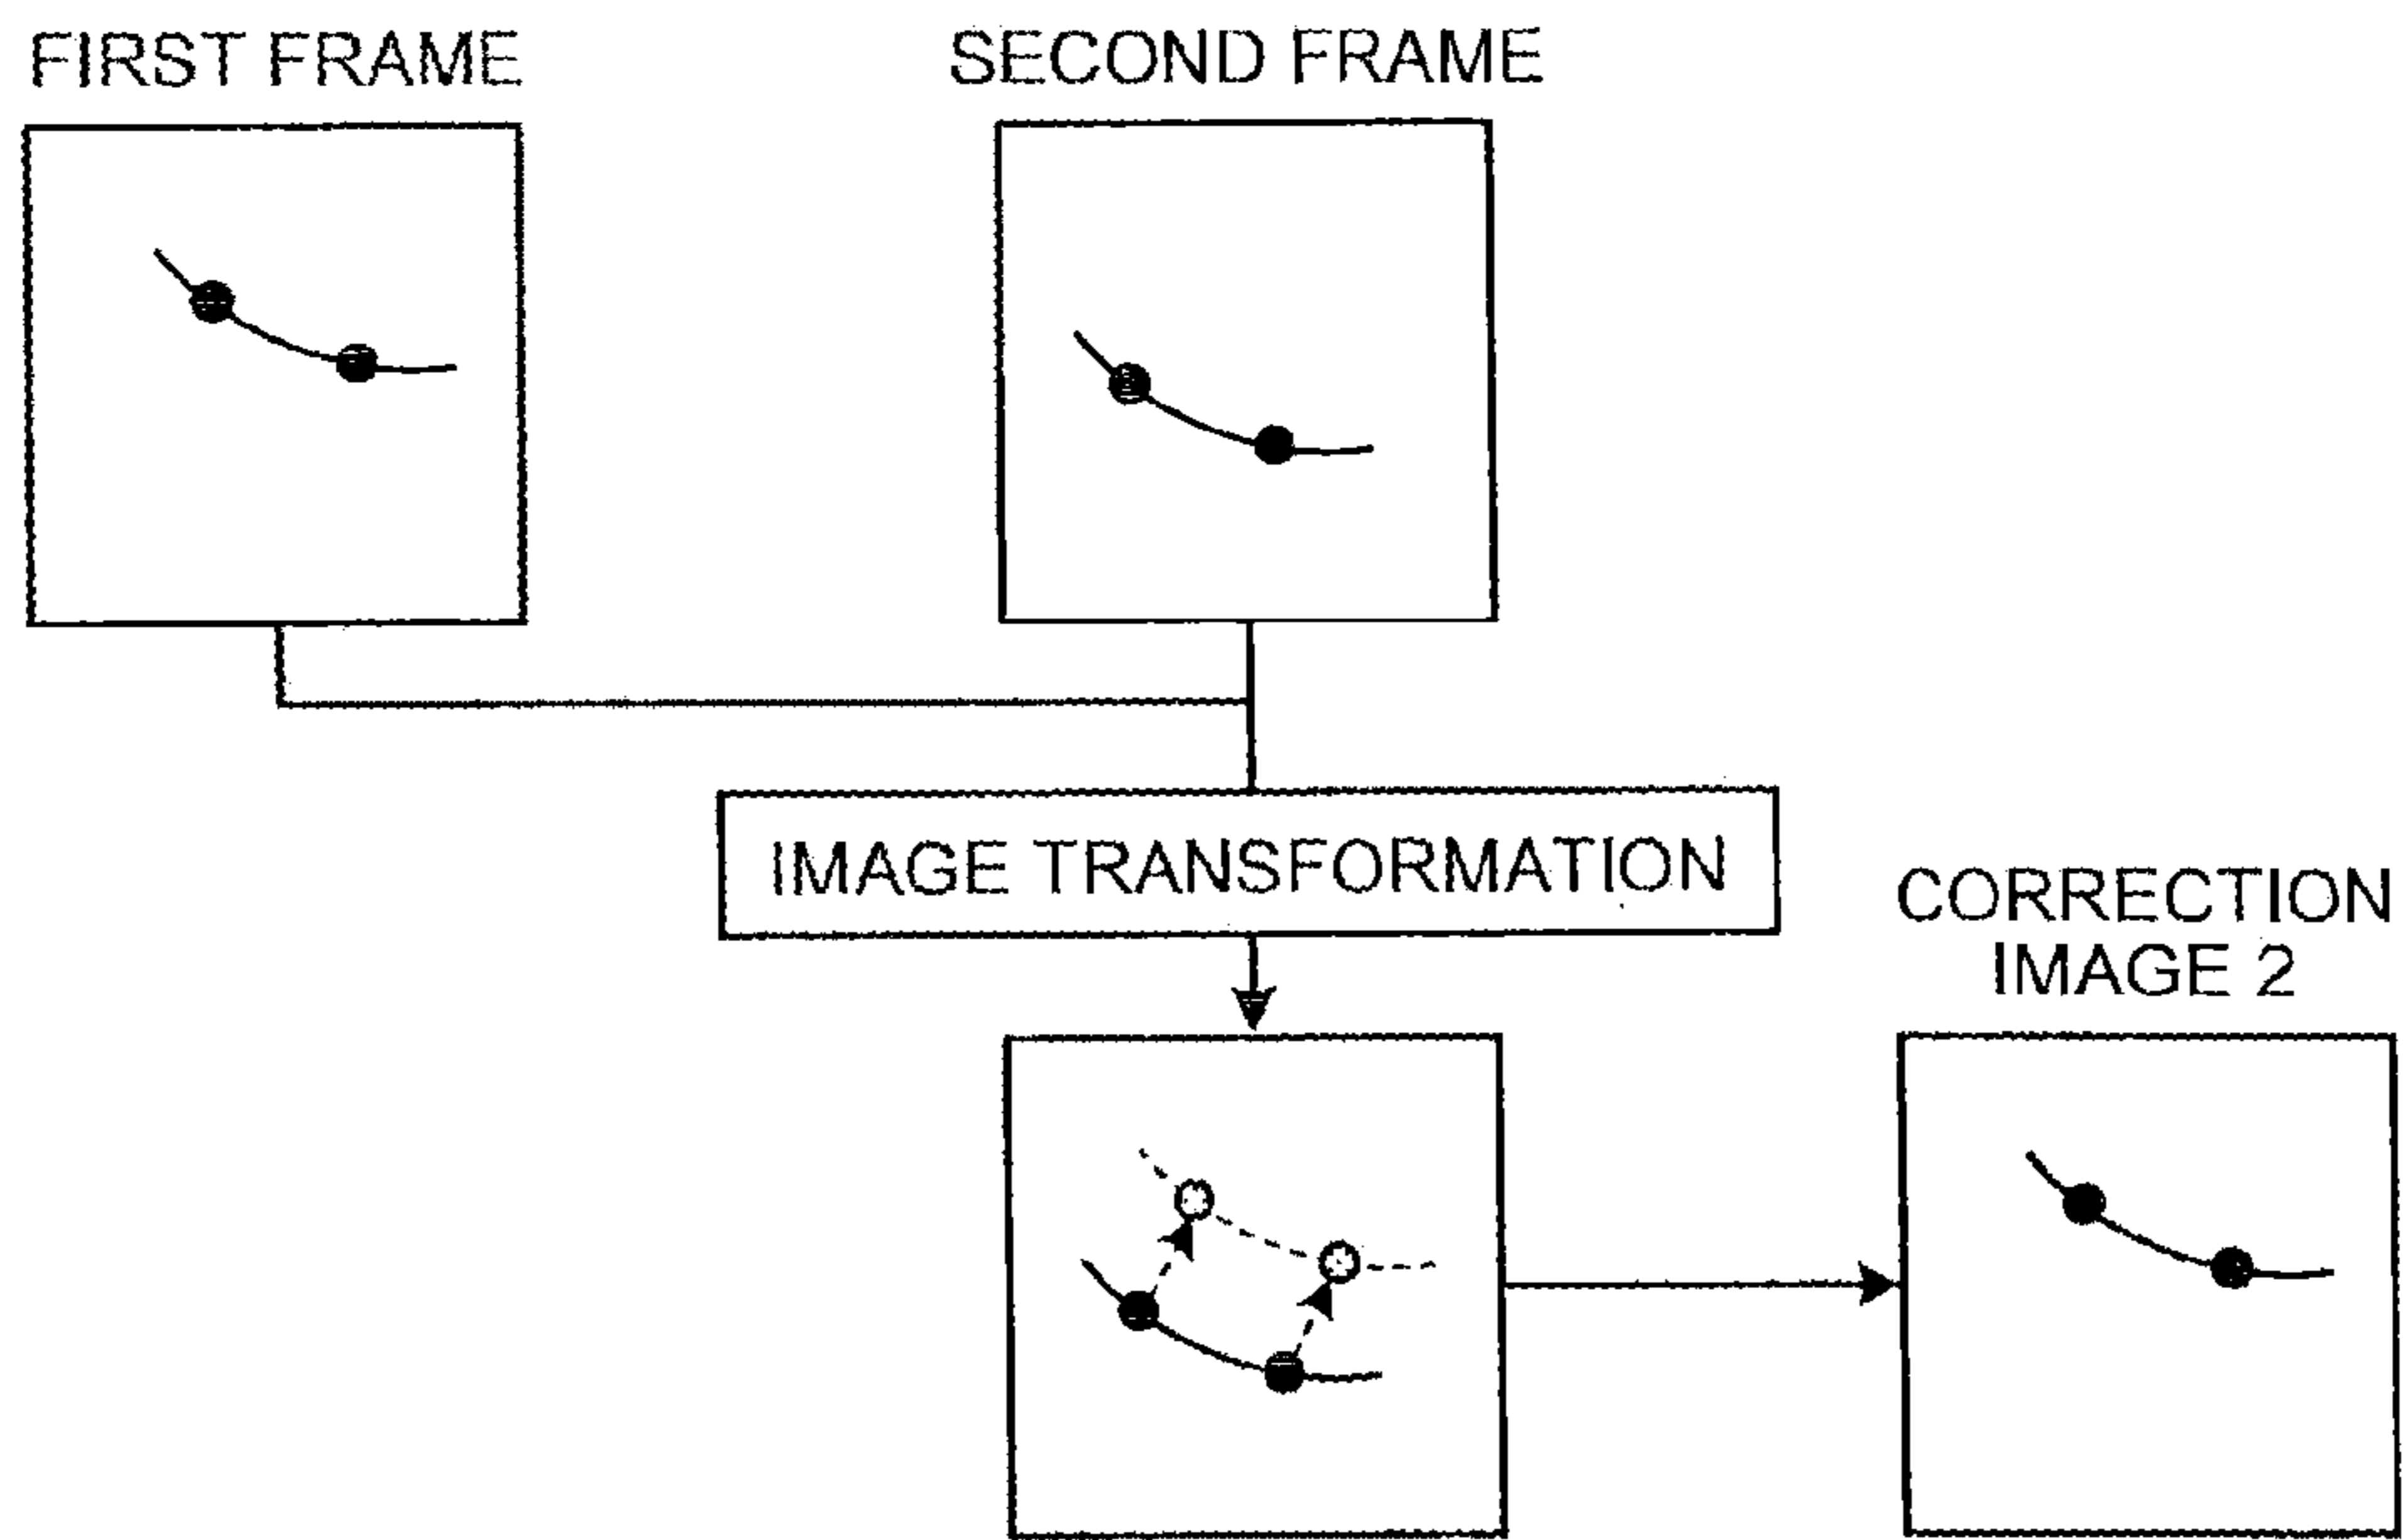 FIRST FRAME
SECOND FRAME
IMAGE TRANSFORMATION
CORRECTION
IMAGE 2